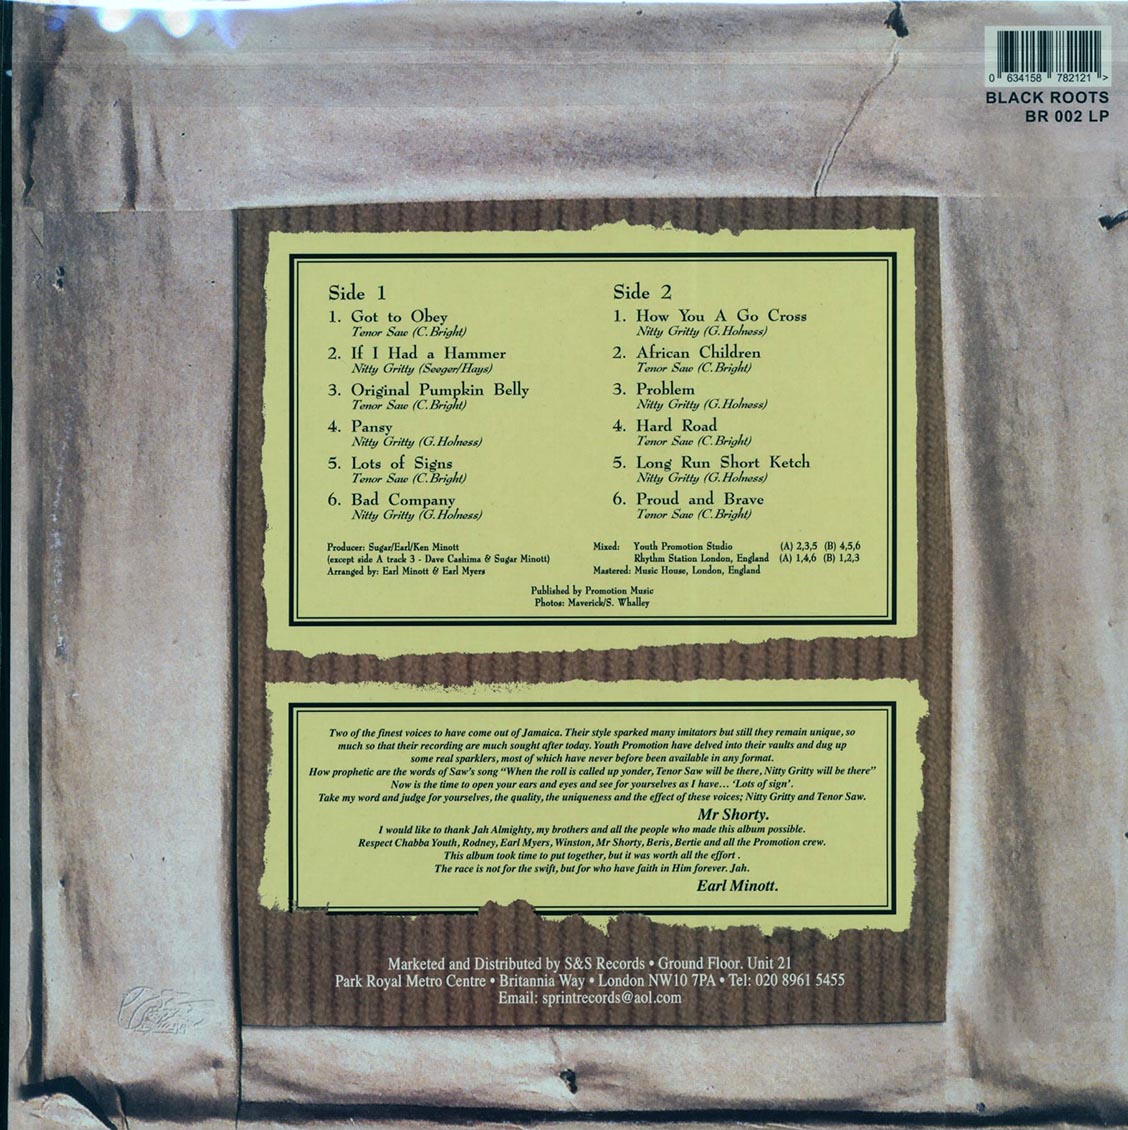 0 634158 782121 >
BLACK ROOTS
BR 002 LP
Side 1
1. Got to Obey
Tenor Saw (C.Bright)
2. If I Had a Hammer
Nitty Gritty (Seeger/Hays)
3. Original Pumpkin Belly
Tenor Saw (C.Bright)
4. Pansy
Nitty Gritty (G.Holness)
5. Lots of Signs
Tenor Saw (C.Bright)
6. Bad Company
Nitty Gritty (G.Holness)
Side 2
1. How You A Go Cross
Nitty Gritty (G.Holness)
2. African Children
Tenor Saw (C.Bright)
3. Problem
Nitty Gritty (G.Holness)
4. Hard Road
Tenor Saw (C.Bright)
5. Long Run Short Ketch
Nitty Gritty (G.Holness)
6. Proud and Brave
Tenor Saw (C.Bright)
Producer: Sugar/Earl/Ken Minott
(except side A track 3 - Dave Cashima & Sugar Minott)
Arranged by: Earl Minott & Earl Myers
Mixed: Youth Promotion Studio (A) 2,3,5 (B) 4,5,6
Rhythm Station London, England (A) 1,4,6 (B) 1,2,3
Mastered: Music House, London, England
Published by Promotion Music
Photos: Maverick/S. Whalley
Two of the finest voices to have come out of Jamaica. Their style sparked many imitators but still they remain unique, so
much so that their recording are much sought after today. Youth Promotion have delved into their vaults and dug up
some real sparklers, most of which have never before been available in any format.
How prophetic are the words of Saw's song "When the roll is called up yonder, Tenor Saw will be there, Nitty Gritty will be there"
Now is the time to open your ears and eyes and see for yourselves as I have... 'Lots of sign'.
Take my word and judge for yourselves, the quality, the uniqueness and the effect of these voices; Nitty Gritty and Tenor Saw.
Mr Shorty.
I would like to thank Jah Almighty, my brothers and all the people who made this album possible.
Respect Chabba Youth, Rodney, Earl Myers, Winston, Mr Shorty, Beris, Bertie and all the Promotion crew.
This album took time to put together, but it was worth all the effort .
The race is not for the swift, but for who have faith in Him forever. Jah.
Earl Minott.
Marketed and Distributed by S&S Records • Ground Floor. Unit 21
Park Royal Metro Centre • Britannia Way • London NW10 7PA • Tel: 020 8961 5455
Email: sprintrecords@aol.com